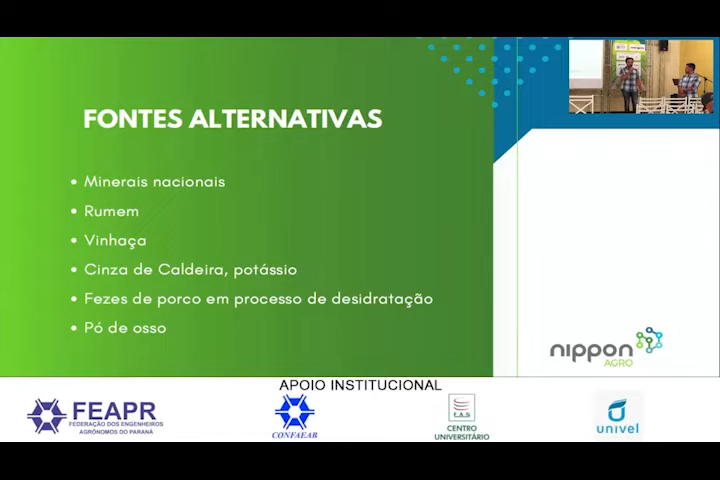 FONTES ALTERNATIVAS
• Minerais nacionais
• Rumem
• Vinhaça
• Cinza de Caldeira, potássio
• Fezes de porco em processo de desidratação
• Pó de osso
nippon
AGRO
APOIO INSTITUCIONAL
FEAPR
FEDERAÇÃO DOS ENGENHEIROS
AGRÔNOMOS DO PARANÁ
CONFAEAB
CENTRO
UNIVERSITÁRIO
univel